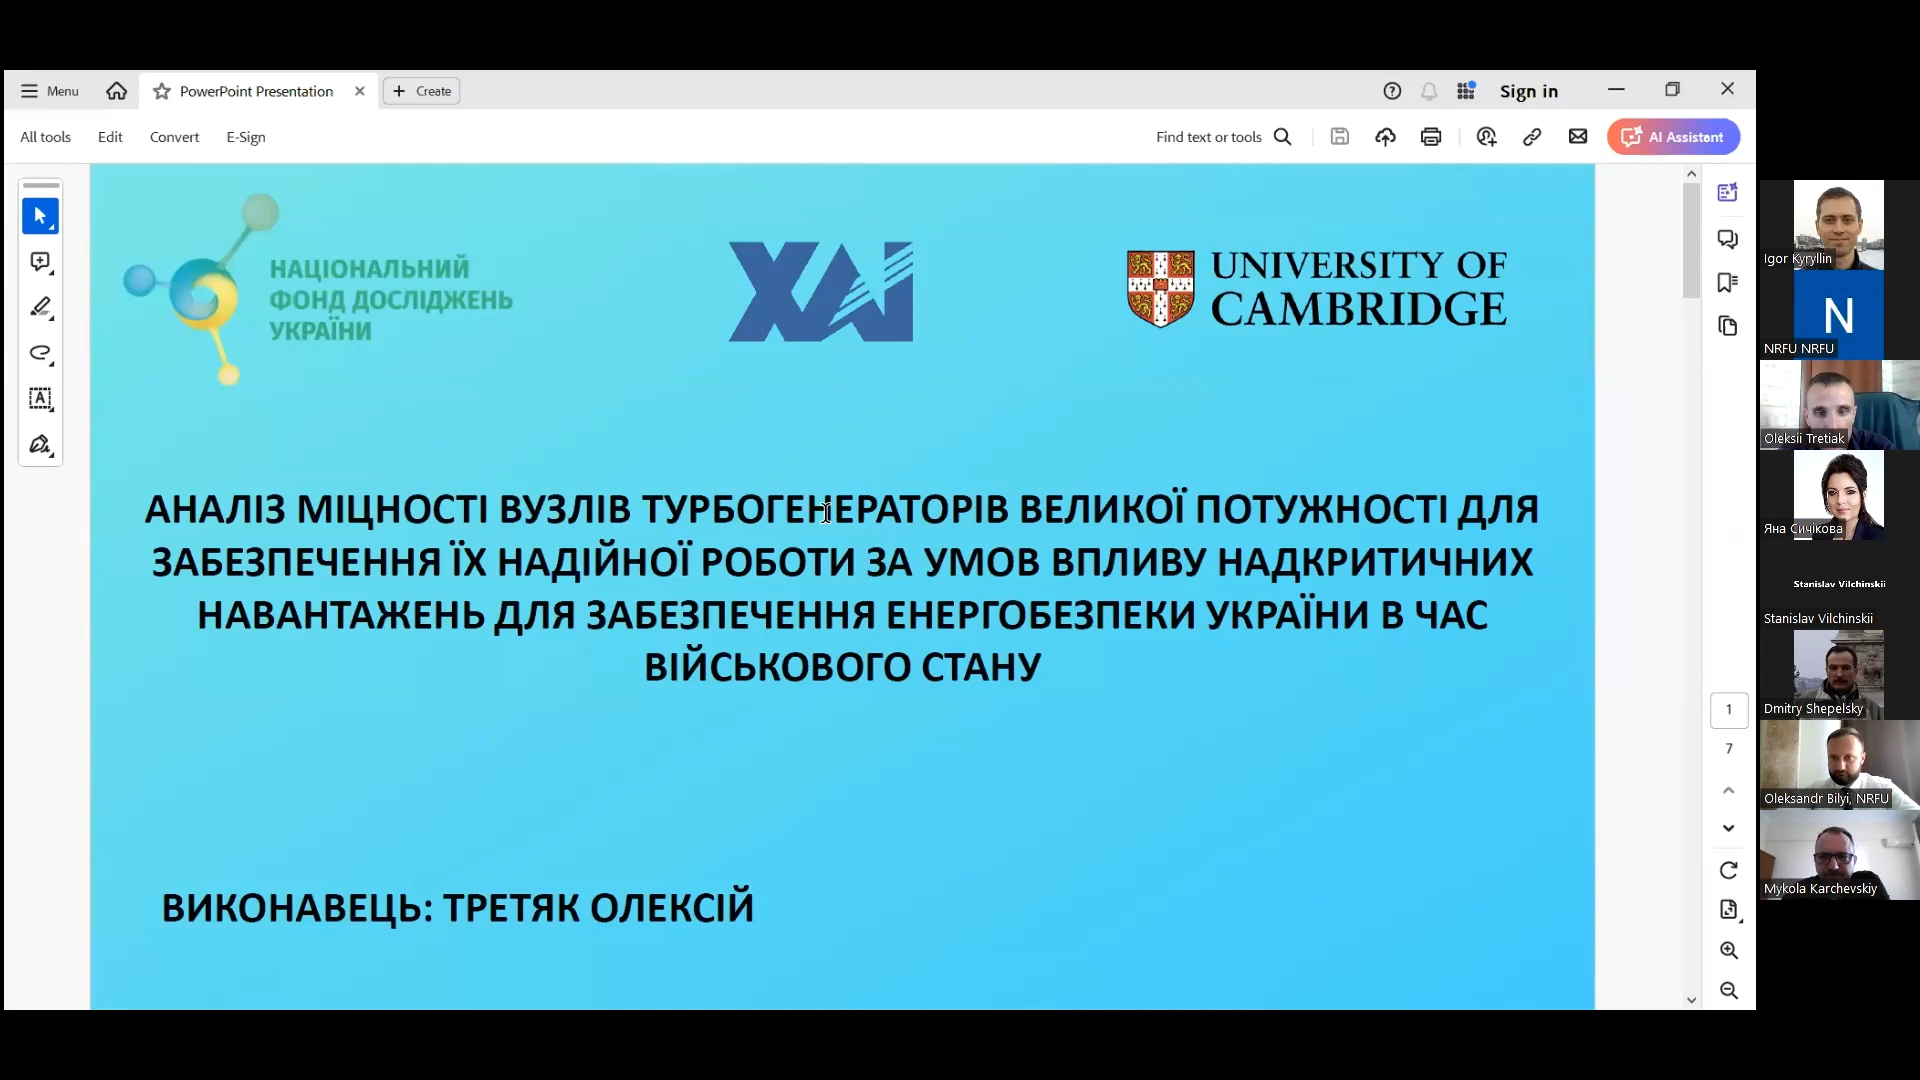 Menu
PowerPoint Presentation
Create
Sign in
All tools
Edit
Convert
E-Sign
Find text or tools
AI Assistant
НАЦІОНАЛЬНИЙ
ФОНД ДОСЛІДЖЕНЬ
УКРАЇНИ
ХАІ
UNIVERSITY OF
CAMBRIDGE
АНАЛІЗ МІЦНОСТІ ВУЗЛІВ ТУРБОГЕНЕРАТОРІВ ВЕЛИКОЇ ПОТУЖНОСТІ ДЛЯ
ЗАБЕЗПЕЧЕННЯ ЇХ НАДІЙНОЇ РОБОТИ ЗА УМОВ ВПЛИВУ НАДКРИТИЧНИХ
НАВАНТАЖЕНЬ ДЛЯ ЗАБЕЗПЕЧЕННЯ ЕНЕРГОБЕЗПЕКИ УКРАЇНИ В ЧАС
ВІЙСЬКОВОГО СТАНУ
ВИКОНАВЕЦЬ: ТРЕТЯК ОЛЕКСІЙ
1
7
Igor Kyryllin
N
NRFU NRFU
Oleksii Tretiak
Яна Сичікова
Stanislav Vilchinskii
Stanislav Vilchinskii
Dmitry Shepelsky
Oleksandr Bilyi, NRFU
Mykola Karchevskiy